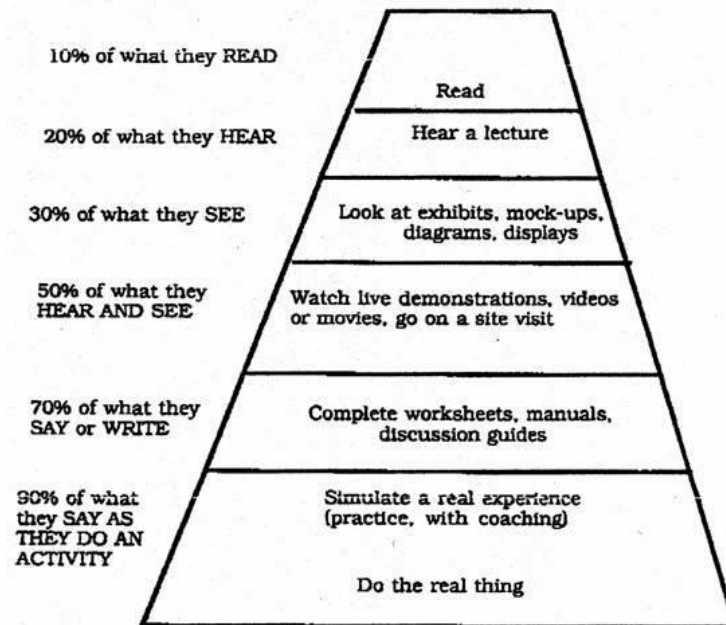 10% of what they READ
Read
20% of what they HEAR
Hear a lecture
30% of what they SEE
Look at exhibits, mock-ups,
diagrams, displays
50% of what they
HEAR AND SEE
Watch live demonstrations, videos
or movies, go on a site visit
70% of what they
SAY or WRITE
Complete worksheets, manuals,
discussion guides
90% of what
they SAY AS
THEY DO AN
ACTIVITY
Simulate a real experience
(practice, with coaching)
Do the real thing